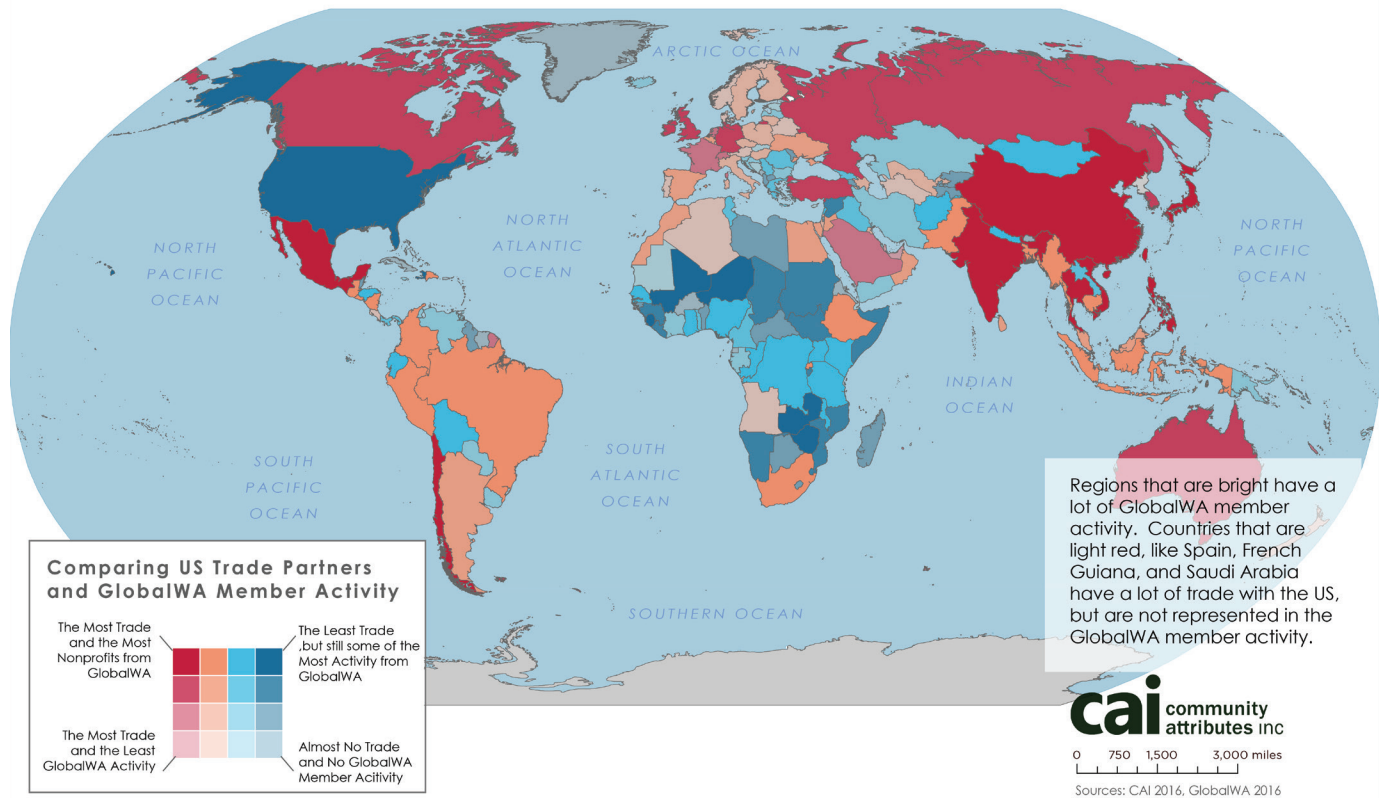 ARCTIC OCEAN
NORTH
PACIFIC
OCEAN
NORTH
ATLANTIC
OCEAN
NORTH
PACIFIC
OCEAN
INDIAN
OCEAN
SOUTH
PACIFIC
OCEAN
SOUTH
ATLANTIC
OCEAN
SOUTHERN OCEAN
Regions that are bright have a
lot of GlobalWA member
activity. Countries that are
light red, like Spain, French
Guiana, and Saudi Arabia
have a lot of trade with the US,
but are not represented in the
GlobalWA member activity.
Comparing US Trade Partners
and GlobalWA Member Activity
The Most Trade
and the Most
Nonprofits from
GlobalWA
The Least Trade
,but still some of the
Most Activity from
GlobalWA
The Most Trade
and the Least
GlobalWA Activity
Almost No Trade
and No GlobalWA
Member Acitivity
cai community
attributes INC
0 750 1,500 3,000 miles
Sources: CAI 2016, GlobalWA 2016